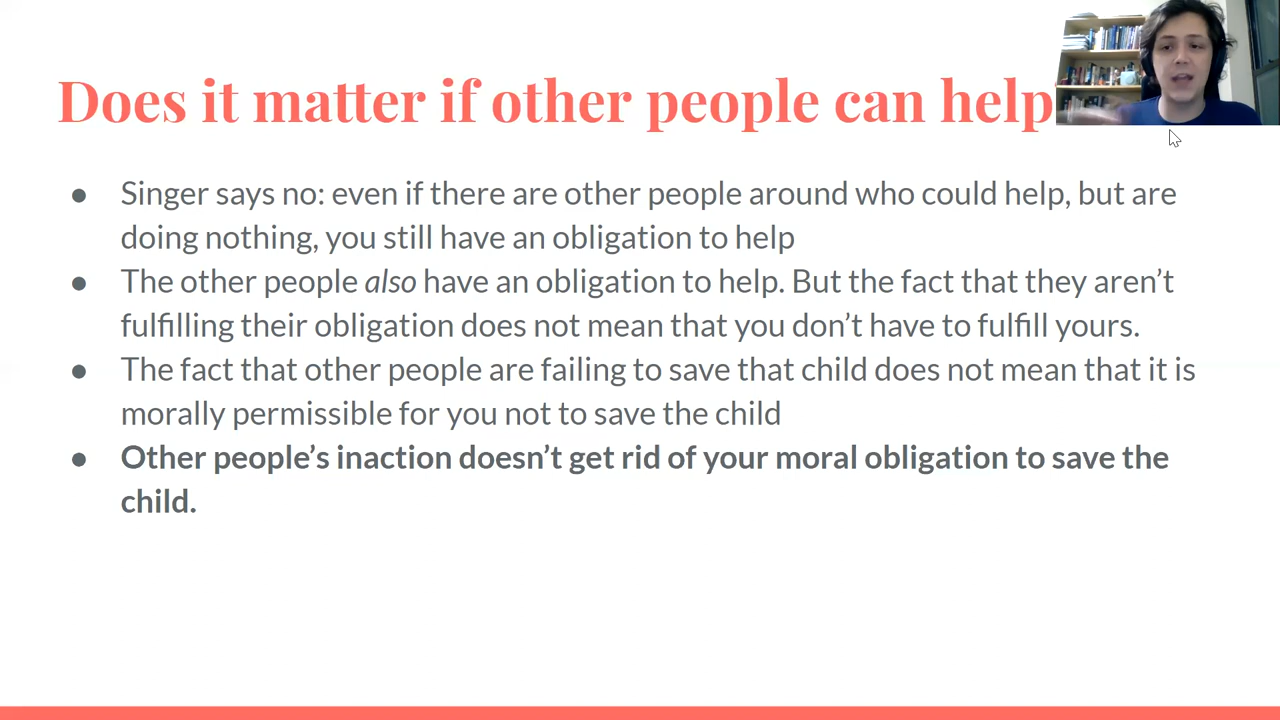 Does it matter if other people can help
● Singer says no: even if there are other people around who could help, but are
doing nothing, you still have an obligation to help
● The other people also have an obligation to help. But the fact that they aren’t
fulfilling their obligation does not mean that you don’t have to fulfill yours.
● The fact that other people are failing to save that child does not mean that it is
morally permissible for you not to save the child
● Other people’s inaction doesn’t get rid of your moral obligation to save the
child.